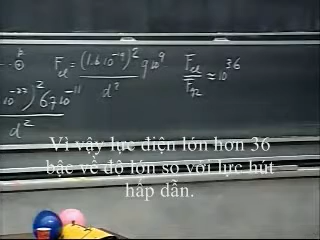 p
F_el = (1.6 10^-19)^2 9 10^9 / d^2
F_el / F_gr ≈ 10^36
10^-27)^2 6.7 10^-11 / d^2
Vì vậy lực điện lớn hơn 36
bậc về độ lớn so với lực hút
hấp dẫn.